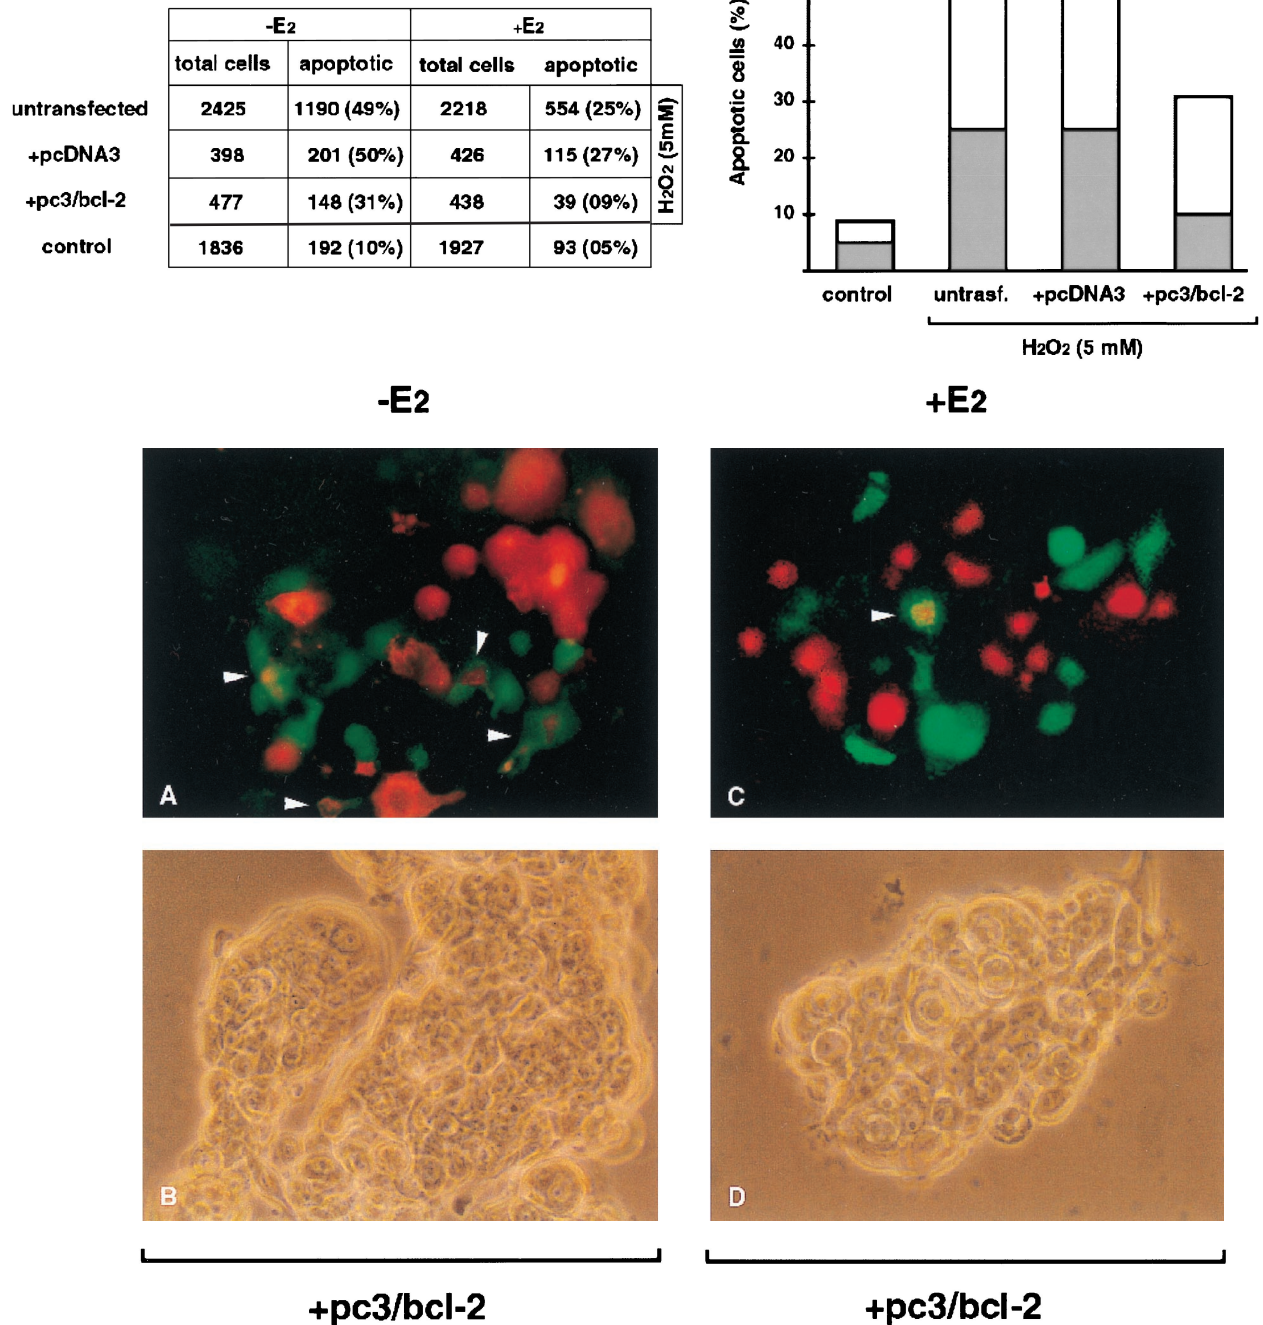 -E2 +E2
total cells apoptotic total cells apoptotic
untransfected 2425 1190 (49%) 2218 554 (25%)
+pcDNA3 398 201 (50%) 426 115 (27%)
+pc3/bcl-2 477 148 (31%) 438 39 (09%)
control 1836 192 (10%) 1927 93 (05%)
H2O2 (5mM)
Apoptotic cells (%)
40
30
20
10
control untrasf. +pcDNA3 +pc3/bcl-2
H2O2 (5 mM)
-E2 +E2
A
C
B
D
+pc3/bcl-2 +pc3/bcl-2